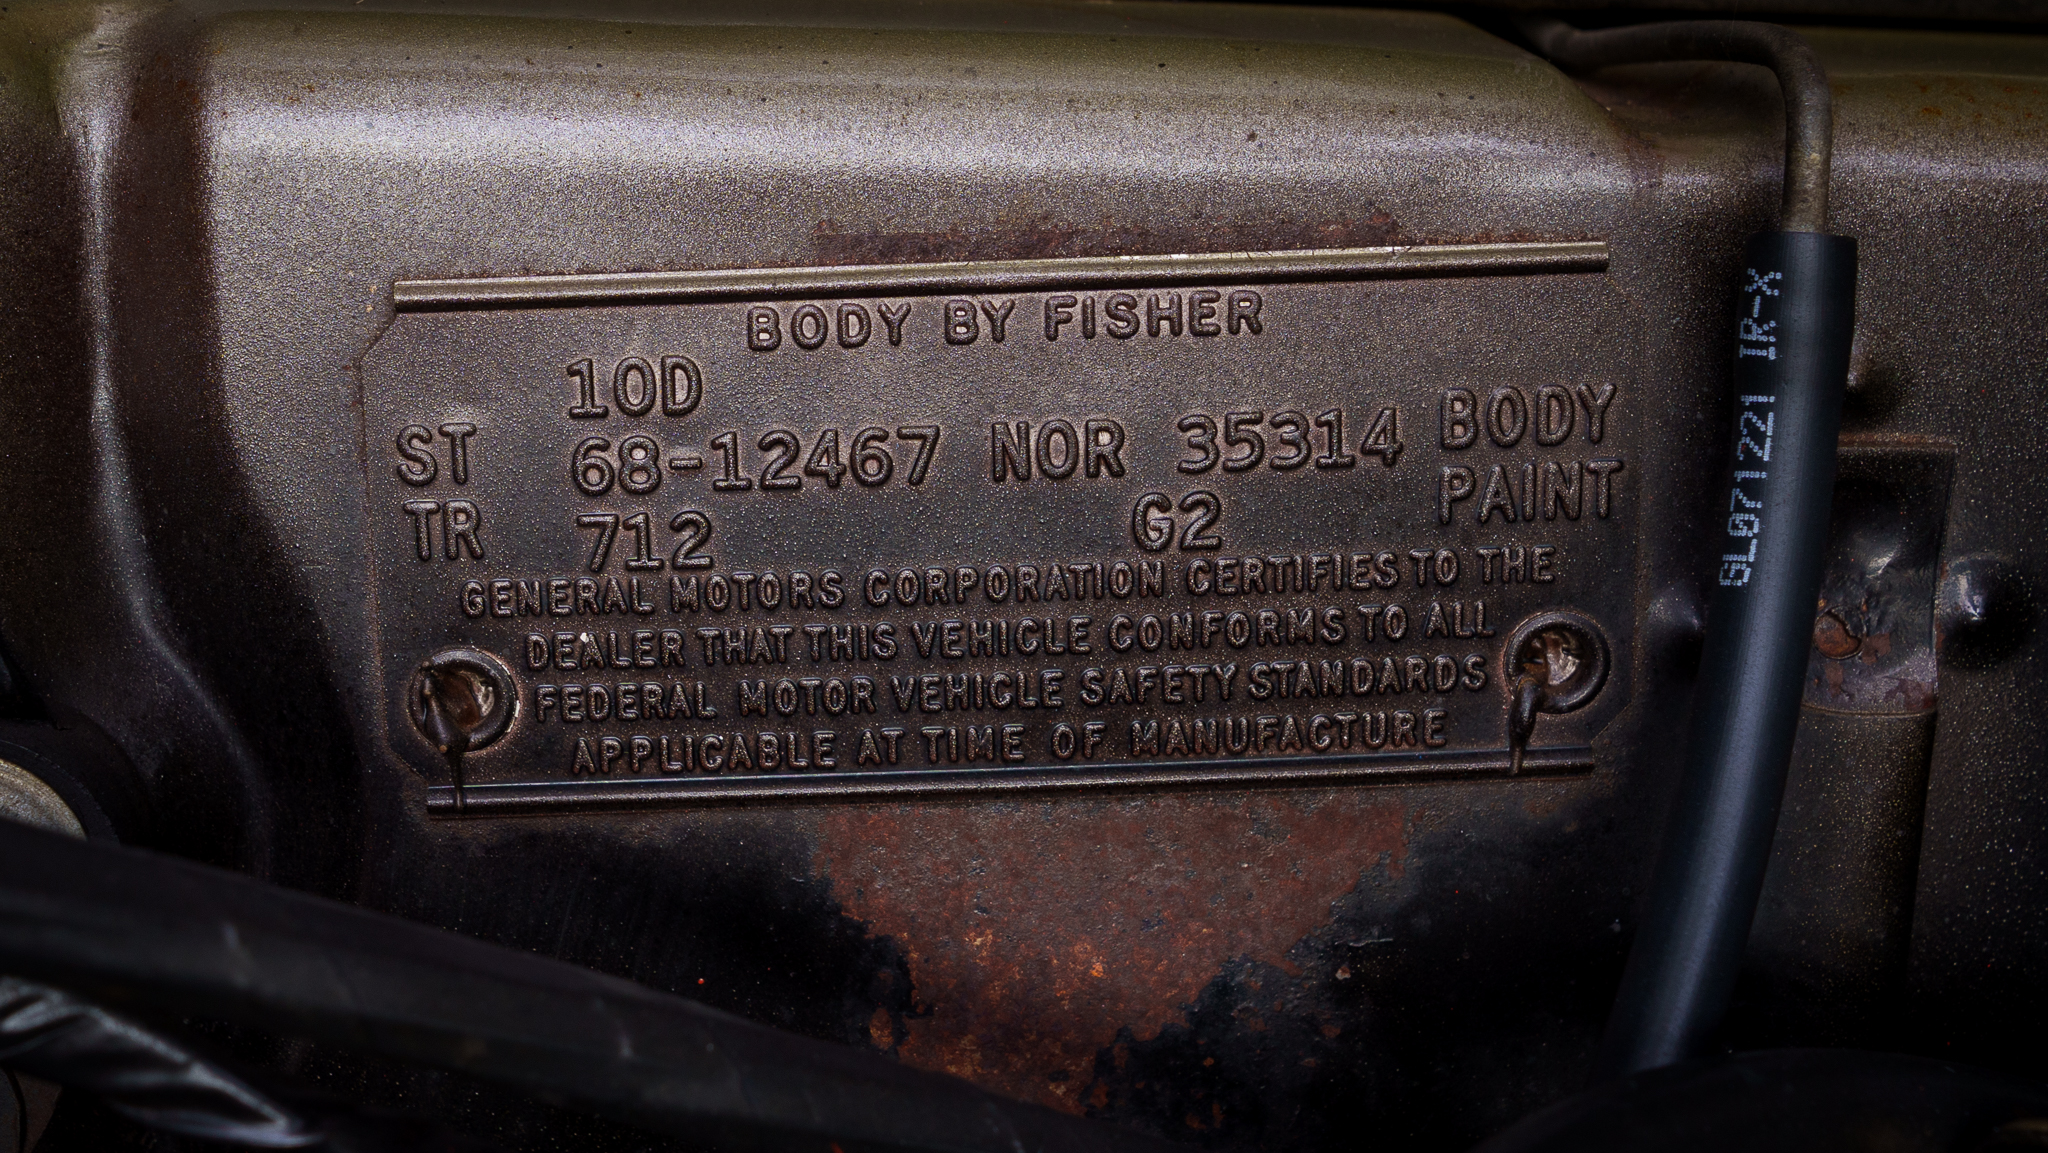 BODY BY FISHER
10D
ST 68-12467 NOR 35314 BODY
TR 712 G2 PAINT
GENERAL MOTORS CORPORATION CERTIFIES TO THE
DEALER THAT THIS VEHICLE CONFORMS TO ALL
FEDERAL MOTOR VEHICLE SAFETY STANDARDS
APPLICABLE AT TIME OF MANUFACTURE